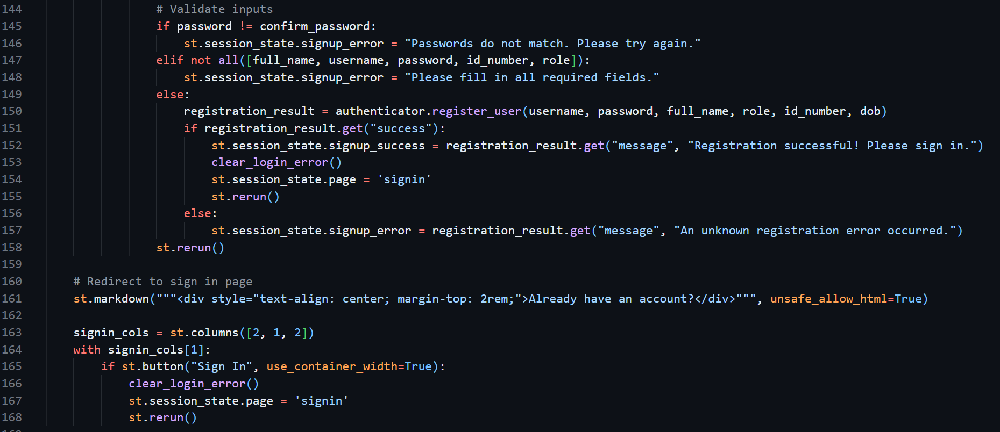 144 # Validate inputs
145 if password != confirm_password:
146 st.session_state.signup_error = "Passwords do not match. Please try again."
147 elif not all([full_name, username, password, id_number, role]):
148 st.session_state.signup_error = "Please fill in all required fields."
149 else:
150 registration_result = authenticator.register_user(username, password, full_name, role, id_number, dob)
151 if registration_result.get("success"):
152 st.session_state.signup_success = registration_result.get("message", "Registration successful! Please sign in.")
153 clear_login_error()
154 st.session_state.page = 'signin'
155 st.rerun()
156 else:
157 st.session_state.signup_error = registration_result.get("message", "An unknown registration error occurred.")
158 st.rerun()
159
160 # Redirect to sign in page
161 st.markdown("""<div style="text-align: center; margin-top: 2rem;">Already have an account?</div>""", unsafe_allow_html=True)
162
163 signin_cols = st.columns([2, 1, 2])
164 with signin_cols[1]:
165 if st.button("Sign In", use_container_width=True):
166 clear_login_error()
167 st.session_state.page = 'signin'
168 st.rerun()